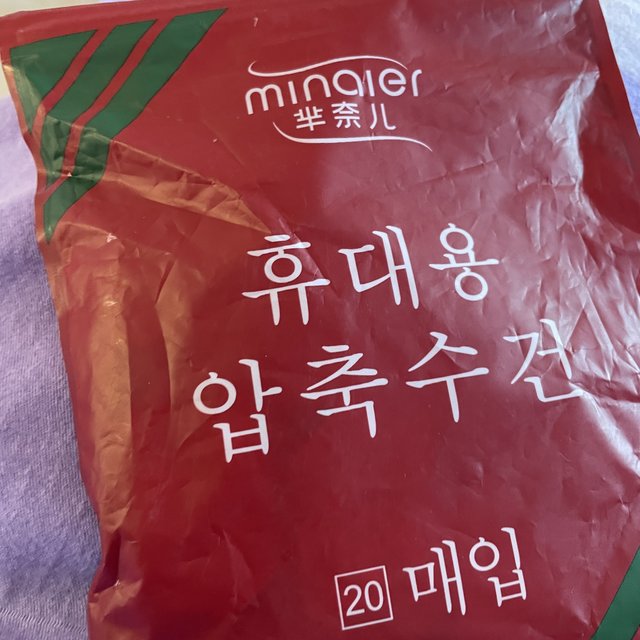 minaier
芈奈儿
휴대용
압축수건
20 매입